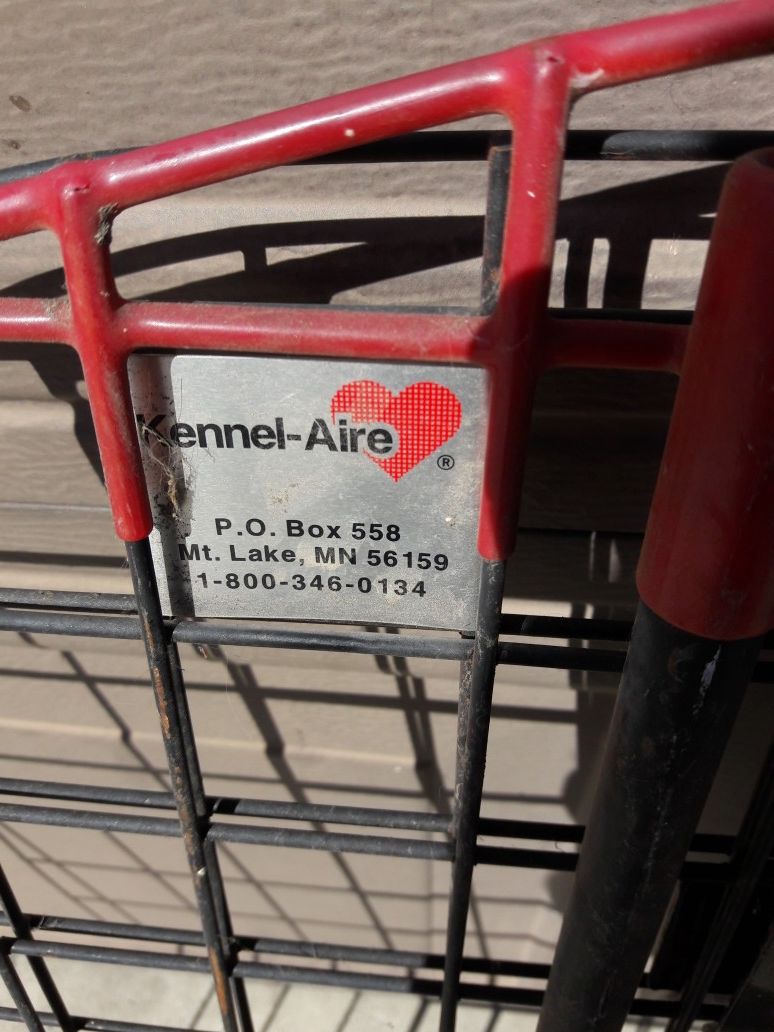 Kennel-Aire ®
P.O. Box 558
Mt. Lake, MN 56159
1-800-346-0134